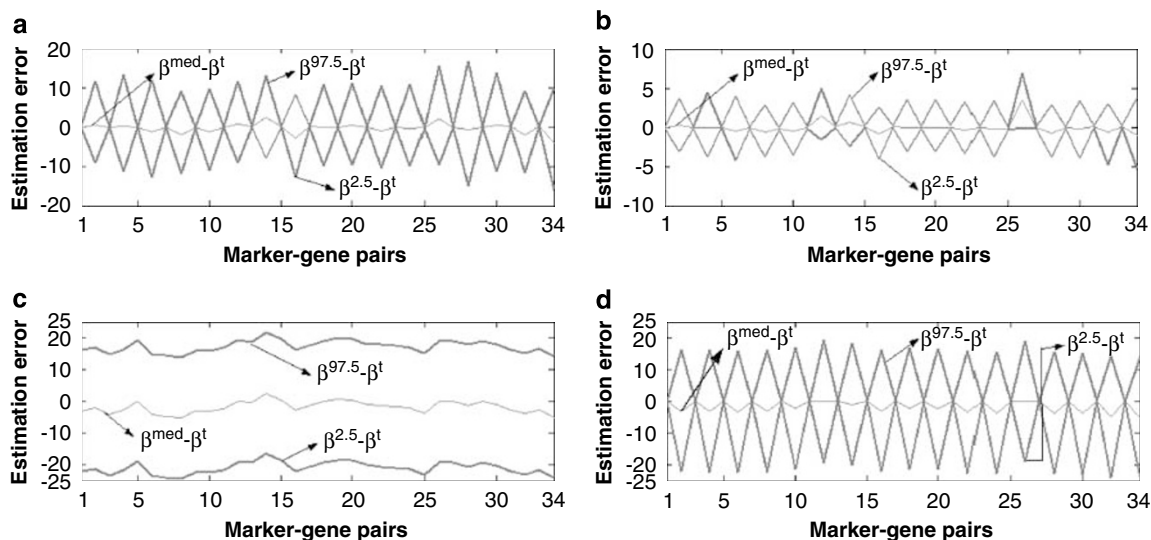 a
Estimation error
20
10
0
-10
-20
β^med-β^t
β^97.5-β^t
β^2.5-β^t
1 5 10 15 20 25 30 34
Marker-gene pairs
b
Estimation error
10
5
0
-5
-10
β^med-β^t
β^97.5-β^t
β^2.5-β^t
1 5 10 15 20 25 30 34
Marker-gene pairs
c
Estimation error
25
20
10
0
-10
-20
-25
β^97.5-β^t
β^med-β^t
β^2.5-β^t
1 5 10 15 20 25 30 34
Marker-gene pairs
d
Estimation error
25
20
10
0
-10
-20
-25
β^med-β^t
β^97.5-β^t
β^2.5-β^t
1 5 10 15 20 25 30 34
Marker-gene pairs